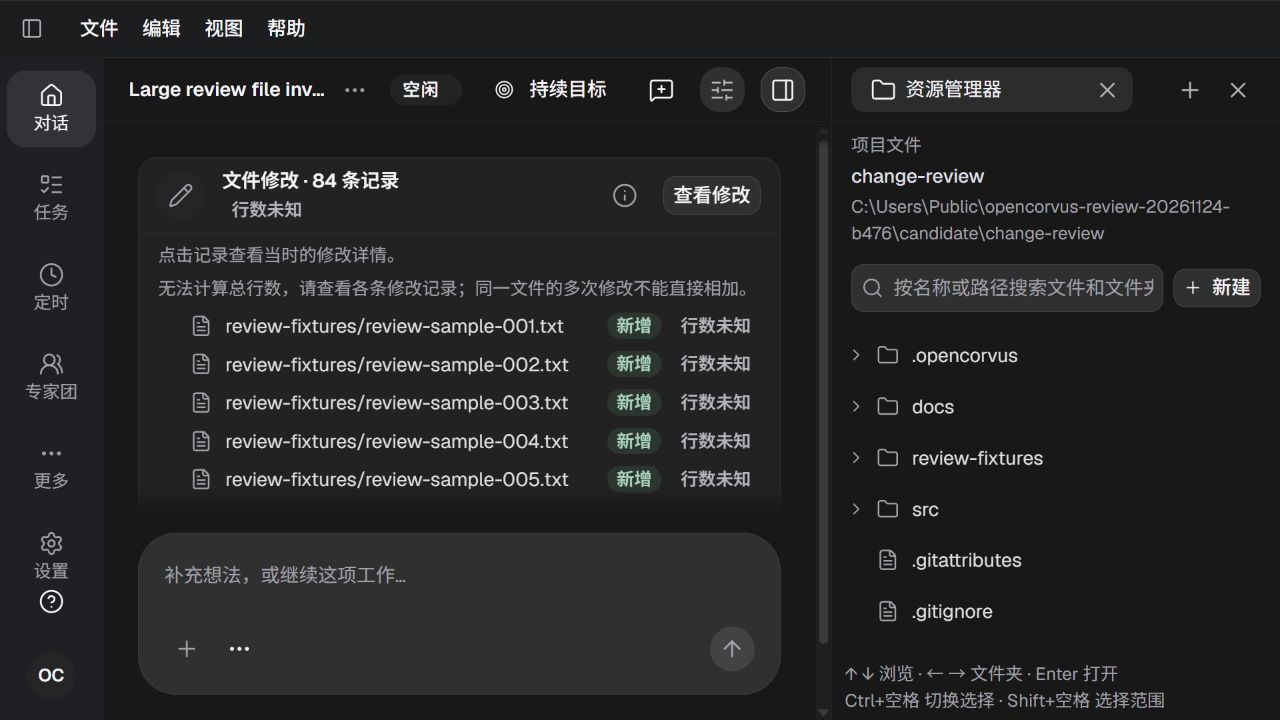 文件 编辑 视图 帮助
对话
任务
定时
专家团
更多
设置
OC
Large review file inv... 空闲 持续目标
文件修改 · 84 条记录
行数未知
查看修改
点击记录查看当时的修改详情。
无法计算总行数，请查看各条修改记录；同一文件的多次修改不能直接相加。
review-fixtures/review-sample-001.txt 新增 行数未知
review-fixtures/review-sample-002.txt 新增 行数未知
review-fixtures/review-sample-003.txt 新增 行数未知
review-fixtures/review-sample-004.txt 新增 行数未知
review-fixtures/review-sample-005.txt 新增 行数未知
补充想法，或继续这项工作...
资源管理器
项目文件
change-review
C:\Users\Public\opencorvus-review-20261124-
b476\candidate\change-review
按名称或路径搜索文件和文件夹
新建
.opencorvus
docs
review-fixtures
src
.gitattributes
.gitignore
↑↓ 浏览 · ← → 文件夹 · Enter 打开
Ctrl+空格 切换选择 · Shift+空格 选择范围